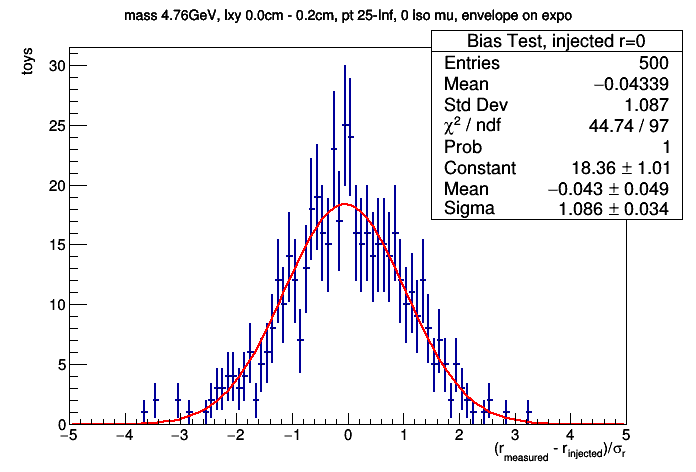 mass 4.76GeV, lxy 0.0cm - 0.2cm, pt 25-Inf, 0 Iso mu, envelope on expo
Bias Test, injected r=0
Entries 500
Mean −0.04339
Std Dev 1.087
χ² / ndf 44.74 / 97
Prob 1
Constant 18.36 ± 1.01
Mean −0.043 ± 0.049
Sigma 1.086 ± 0.034
toys
30
25
20
15
10
5
0
−5 −4 −3 −2 −1 0 1 2 3 4 5
(r_measured - r_injected)/σ_r